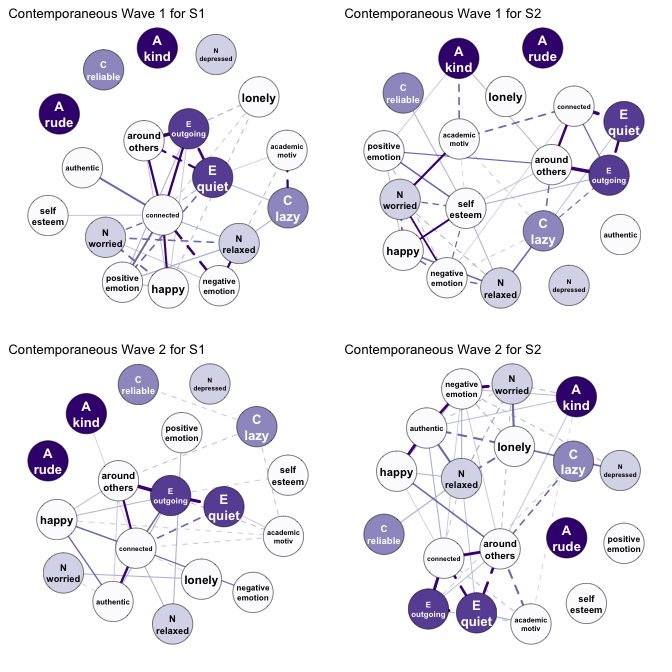 Contemporaneous Wave 1 for S1
A
kind
N
depressed
C
reliable
lonely
A
rude
E
outgoing
around
others
academic
motiv
authentic
E
quiet
C
lazy
self
esteem
connected
N
worried
N
relaxed
positive
emotion
happy
negative
emotion
Contemporaneous Wave 1 for S2
A
rude
A
kind
C
reliable
lonely
connected
E
quiet
academic
motiv
positive
emotion
around
others
E
outgoing
N
worried
self
esteem
C
lazy
authentic
happy
negative
emotion
N
relaxed
N
depressed
Contemporaneous Wave 2 for S1
C
reliable
N
depressed
A
kind
C
lazy
positive
emotion
A
rude
self
esteem
around
others
E
outgoing
E
quiet
happy
academic
motiv
connected
N
worried
lonely
negative
emotion
authentic
N
relaxed
Contemporaneous Wave 2 for S2
negative
emotion
N
worried
A
kind
authentic
lonely
C
lazy
happy
N
relaxed
N
depressed
C
reliable
A
rude
positive
emotion
connected
around
others
E
outgoing
E
quiet
self
esteem
academic
motiv